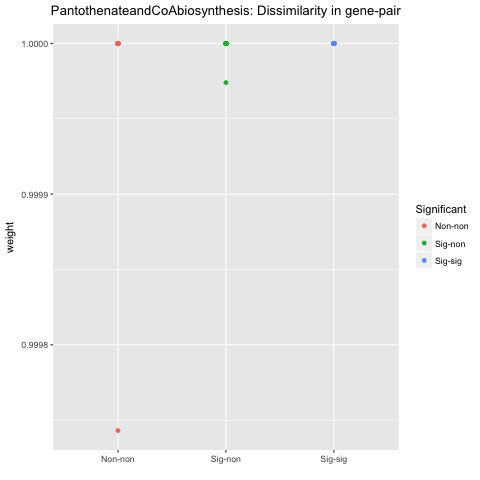 PantothenateandCoAbiosynthesis: Dissimilarity in gene-pair
1.0000
0.9999
0.9998
weight
Non-non
Sig-non
Sig-sig
Significant
Non-non
Sig-non
Sig-sig